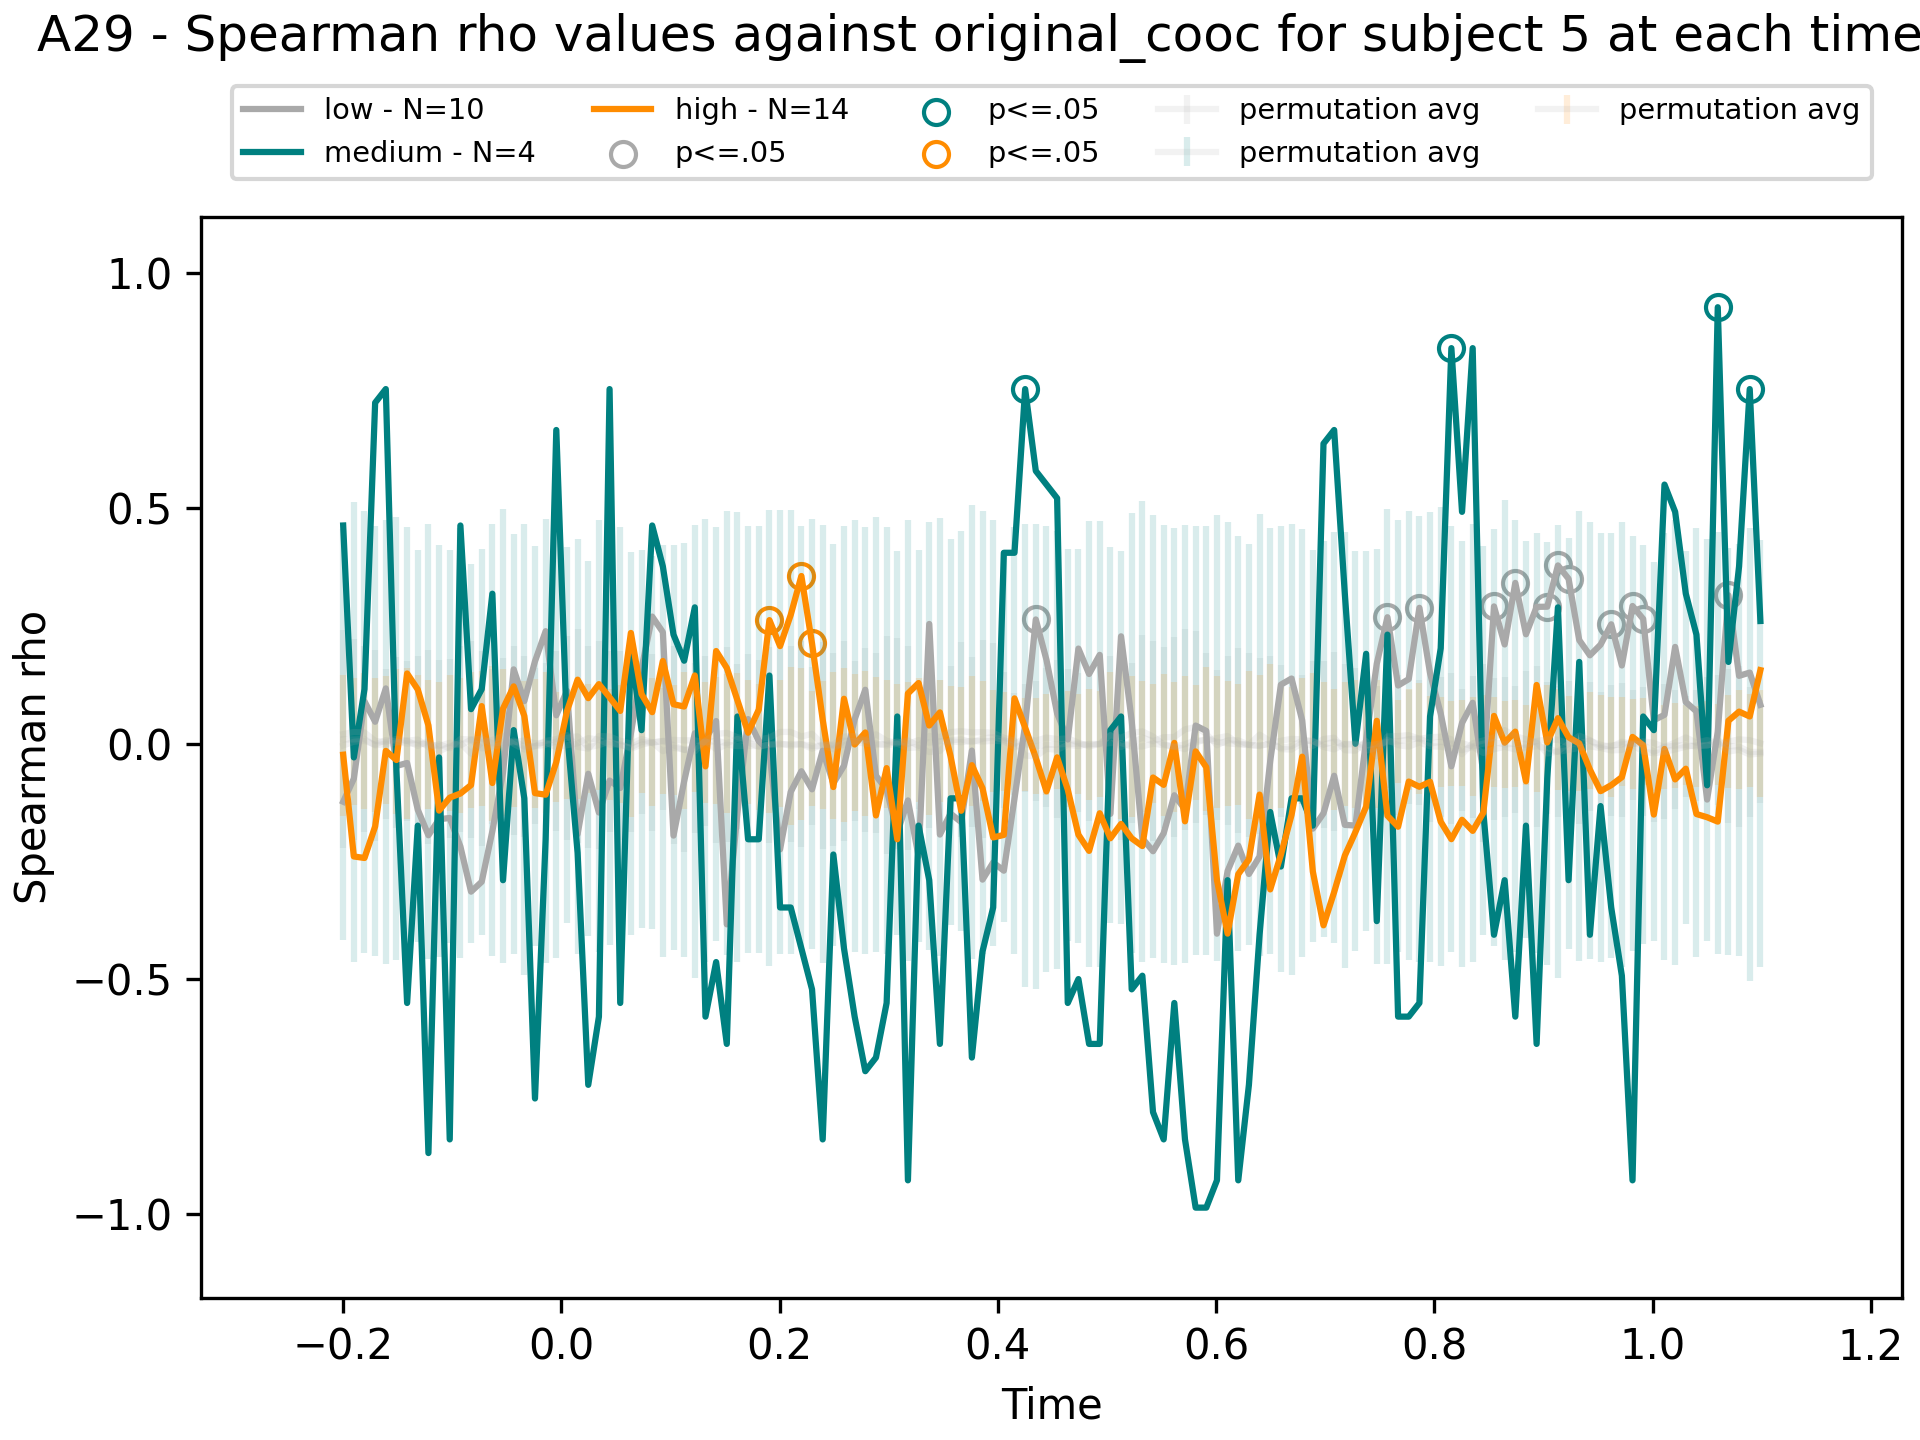 A29 - Spearman rho values against original_cooc for subject 5 at each time
low - N=10
medium - N=4
high - N=14
p<=.05
p<=.05
p<=.05
permutation avg
permutation avg
permutation avg
Spearman rho
1.0
0.5
0.0
−0.5
−1.0
−0.2
0.0
0.2
0.4
0.6
0.8
1.0
1.2
Time